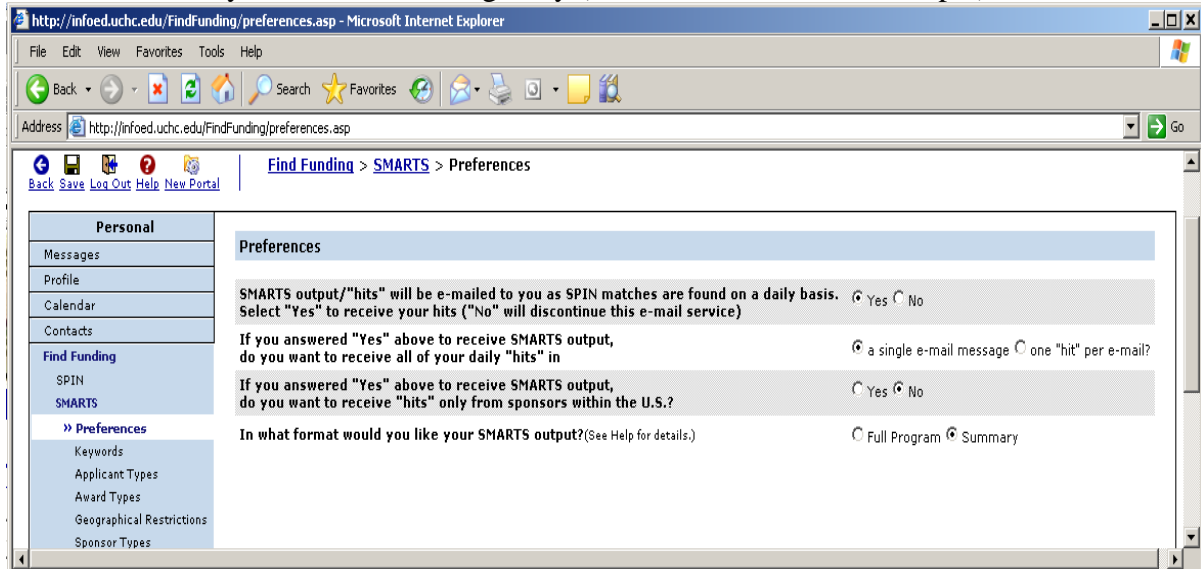 http://infoed.uchc.edu/FindFunding/preferences.asp - Microsoft Internet Explorer
File Edit View Favorites Tools Help
Back Search Favorites
Address http://infoed.uchc.edu/FindFunding/preferences.asp Go
Back Save Log Out Help New Portal
Find Funding > SMARTS > Preferences
Personal
Messages
Profile
Calendar
Contacts
Find Funding
SPIN
SMARTS
» Preferences
Keywords
Applicant Types
Award Types
Geographical Restrictions
Sponsor Types
Preferences
SMARTS output/"hits" will be e-mailed to you as SPIN matches are found on a daily basis.
Select "Yes" to receive your hits ("No" will discontinue this e-mail service)
Yes No
If you answered "Yes" above to receive SMARTS output,
do you want to receive all of your daily "hits" in
a single e-mail message one "hit" per e-mail?
If you answered "Yes" above to receive SMARTS output,
do you want to receive "hits" only from sponsors within the U.S.?
Yes No
In what format would you like your SMARTS output?(See Help for details.)
Full Program Summary